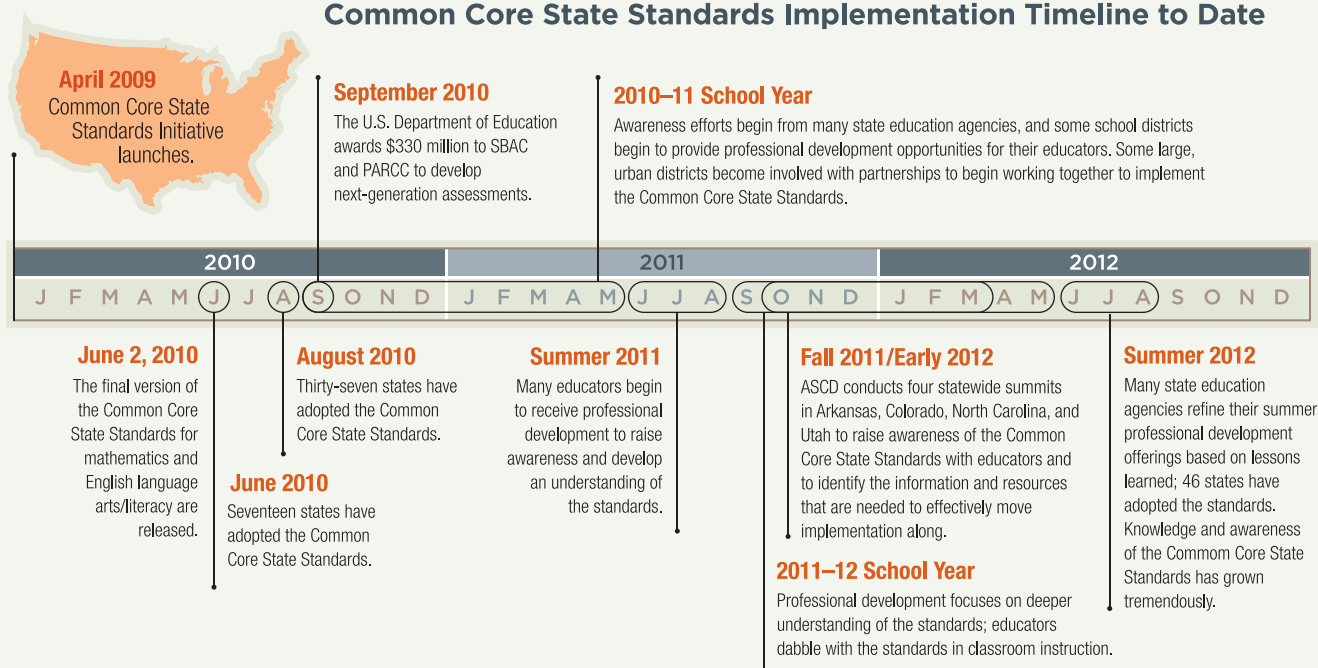 Common Core State Standards Implementation Timeline to Date
April 2009
Common Core State
Standards Initiative
launches.
September 2010
The U.S. Department of Education
awards $330 million to SBAC
and PARCC to develop
next-generation assessments.
2010–11 School Year
Awareness efforts begin from many state education agencies, and some school districts
begin to provide professional development opportunities for their educators. Some large,
urban districts become involved with partnerships to begin working together to implement
the Common Core State Standards.
2010 2011 2012
J F M A M J J A S O N D J F M A M J J A S O N D J F M A M J J A S O N D
June 2, 2010
The final version of
the Common Core
State Standards for
mathematics and
English language
arts/literacy are
released.
August 2010
Thirty-seven states have
adopted the Common
Core State Standards.
June 2010
Seventeen states have
adopted the Common
Core State Standards.
Summer 2011
Many educators begin
to receive professional
development to raise
awareness and develop
an understanding of
the standards.
Fall 2011/Early 2012
ASCD conducts four statewide summits
in Arkansas, Colorado, North Carolina, and
Utah to raise awareness of the Common
Core State Standards with educators and
to identify the information and resources
that are needed to effectively move
implementation along.
2011–12 School Year
Professional development focuses on deeper
understanding of the standards; educators
dabble with the standards in classroom instruction.
Summer 2012
Many state education
agencies refine their summer
professional development
offerings based on lessons
learned; 46 states have
adopted the standards.
Knowledge and awareness
of the Commom Core State
Standards has grown
tremendously.